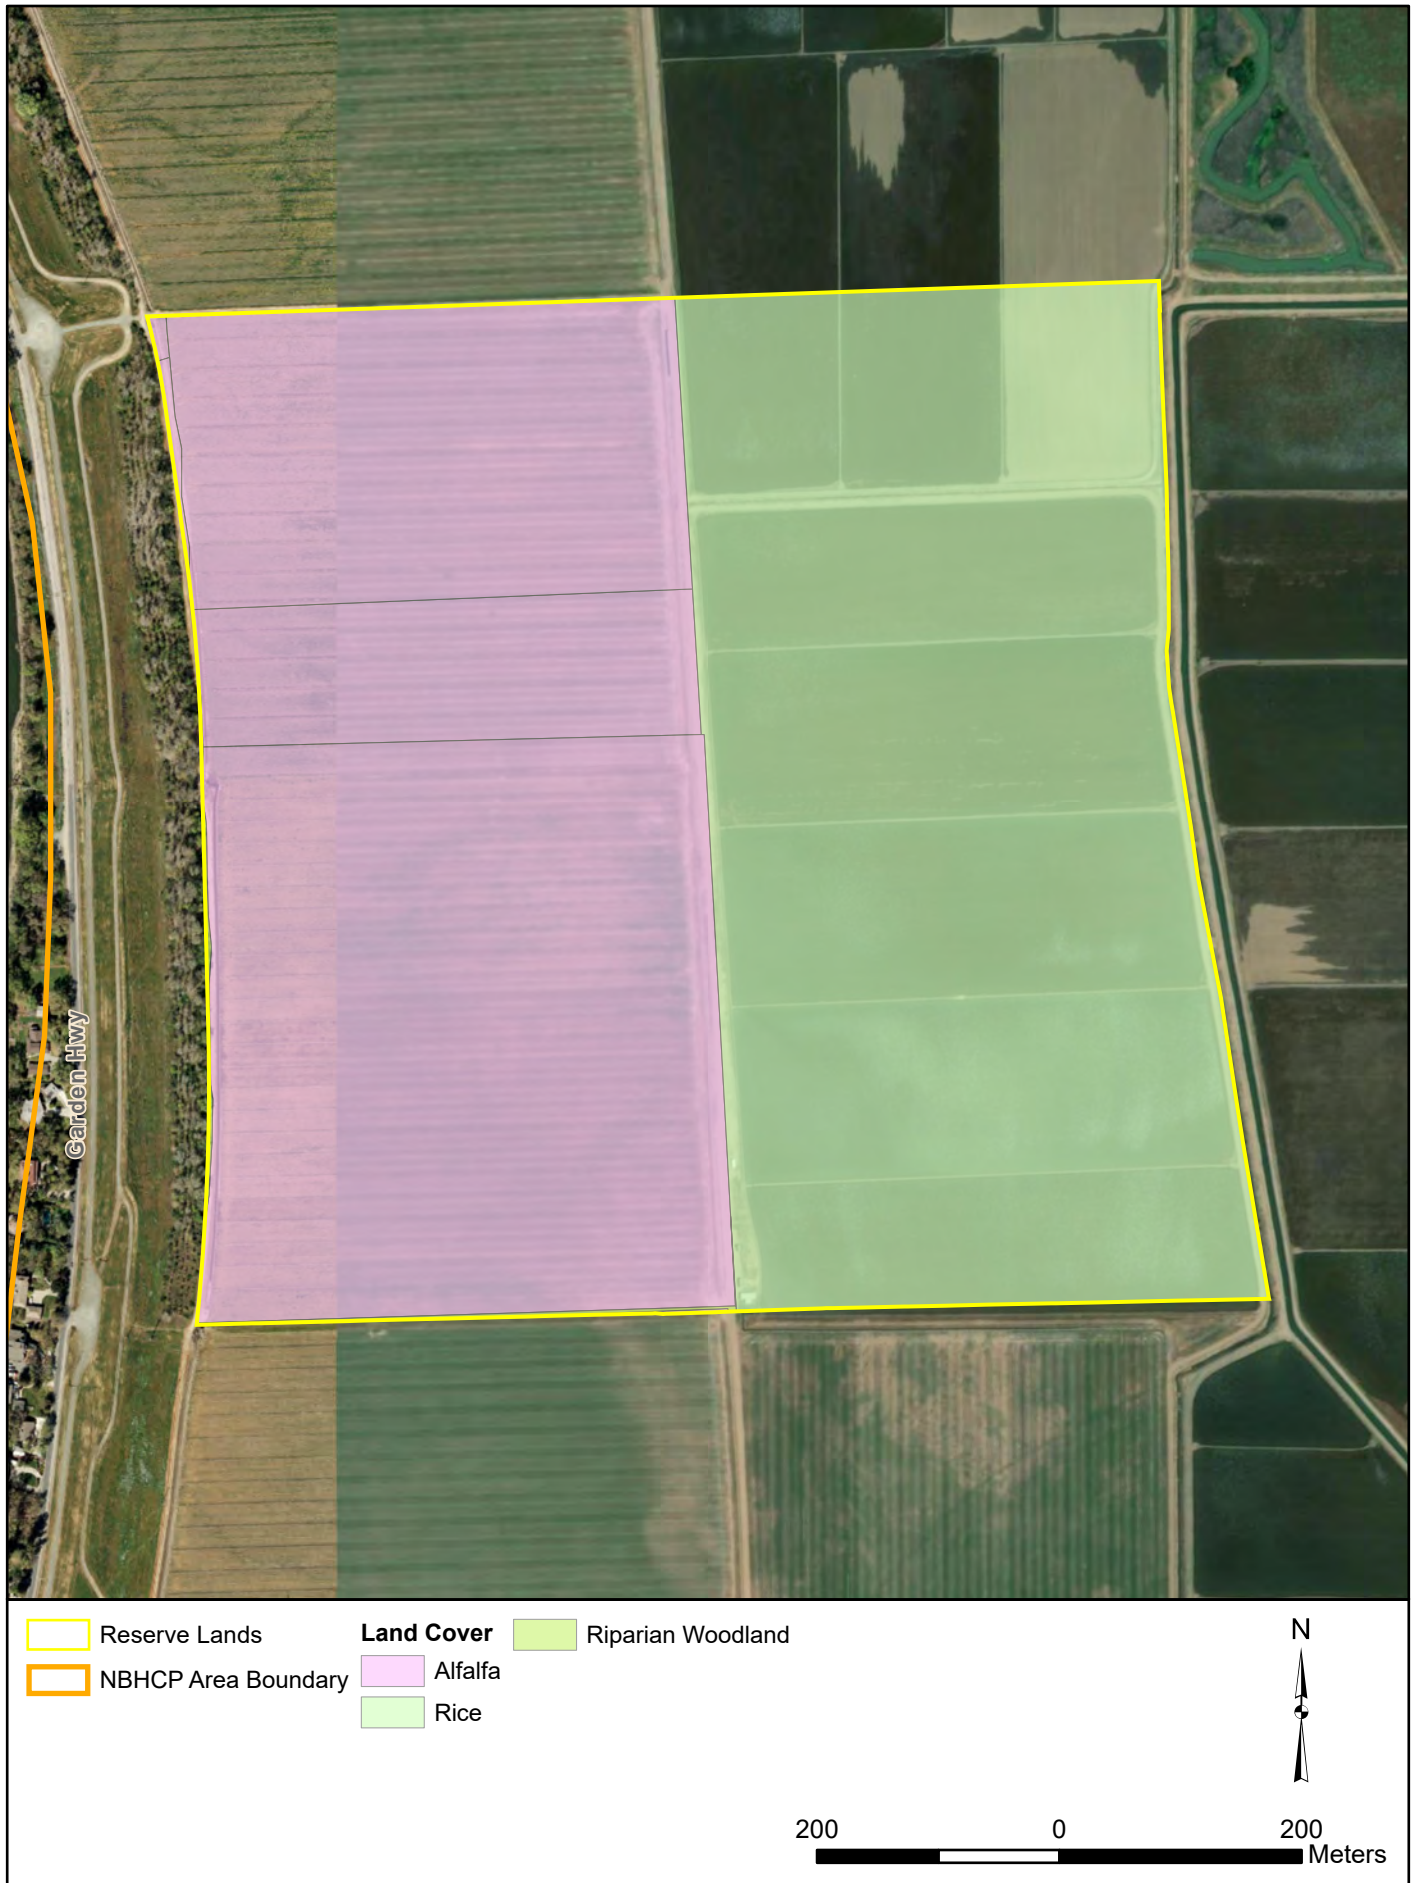 Garden Hwy
Reserve Lands
NBHCP Area Boundary
Land Cover
Alfalfa
Rice
Riparian Woodland
N
200 0 200
Meters